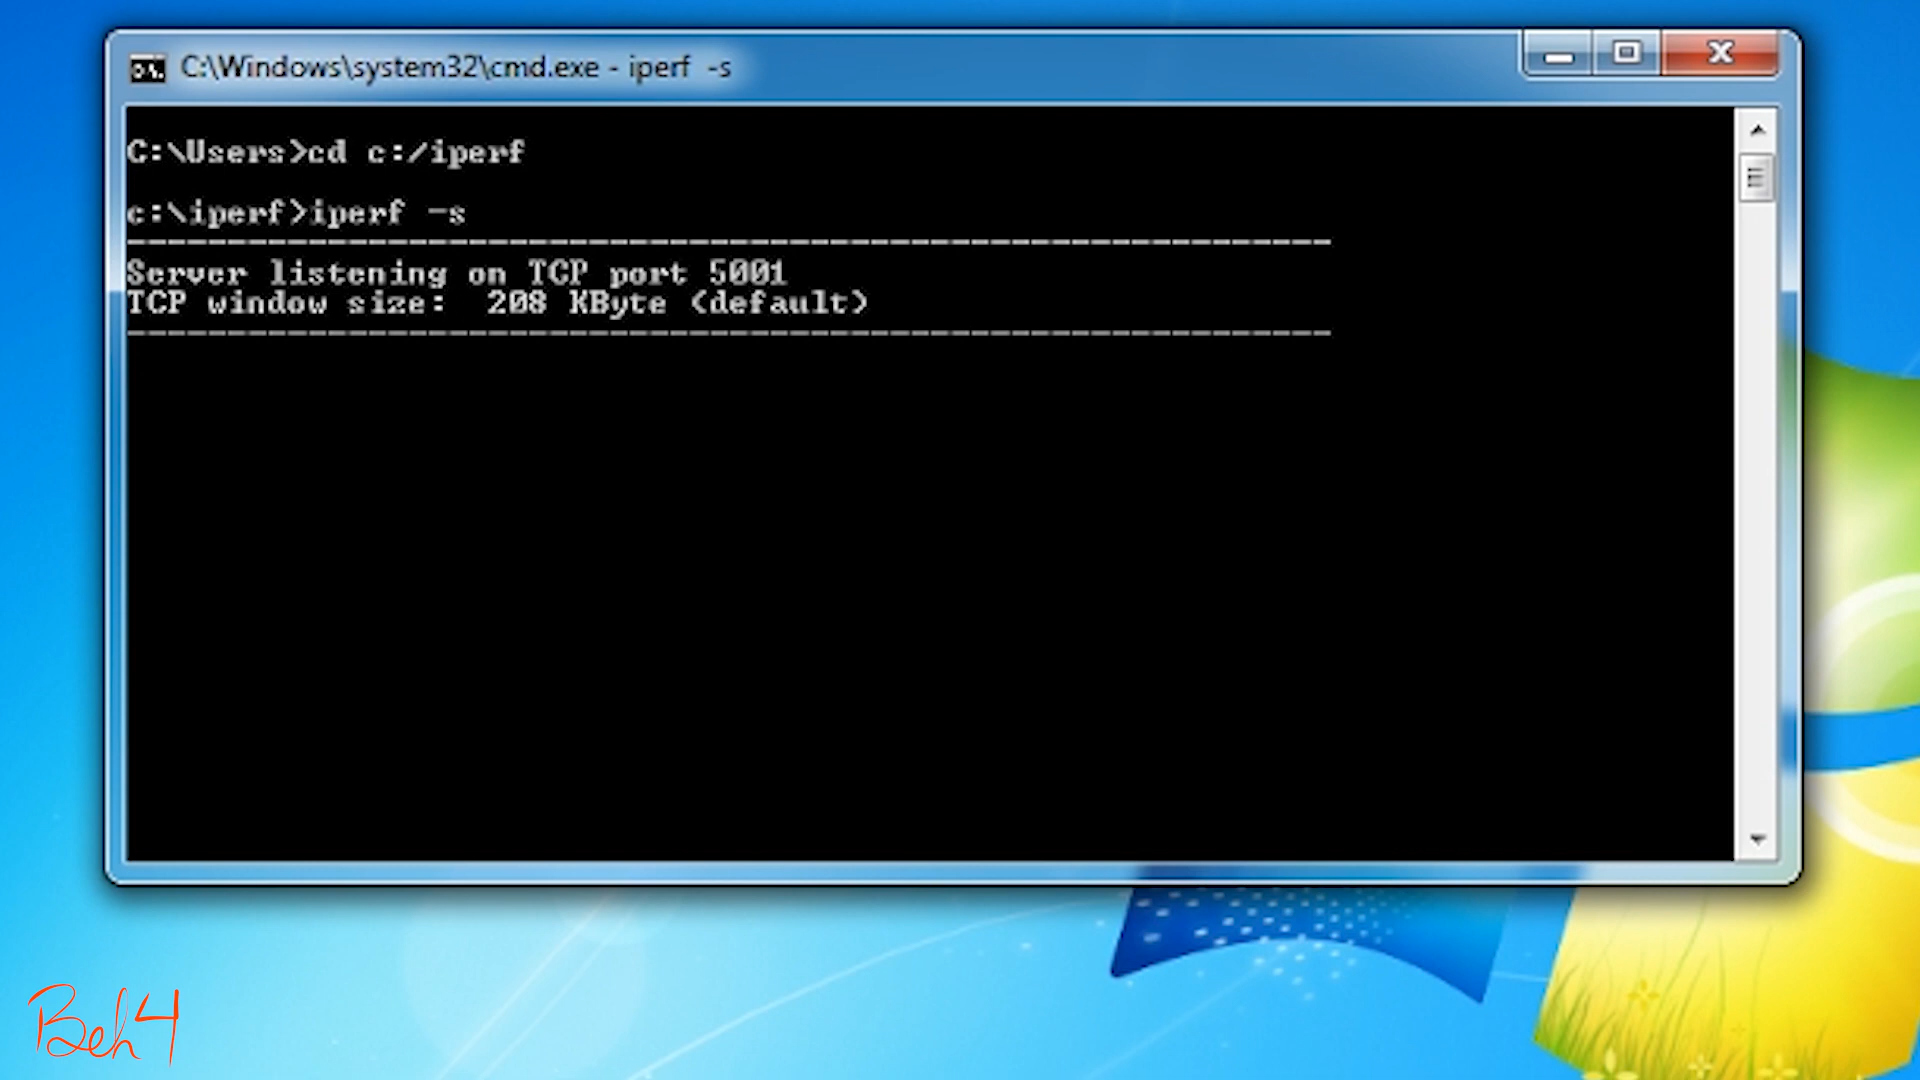 C:\Windows\system32\cmd.exe - iperf  -s
C:\Users>cd c:/iperf
c:\iperf>iperf -s
------------------------------------------------------------
Server listening on TCP port 5001
TCP window size:  208 KByte (default)
------------------------------------------------------------
Beh4